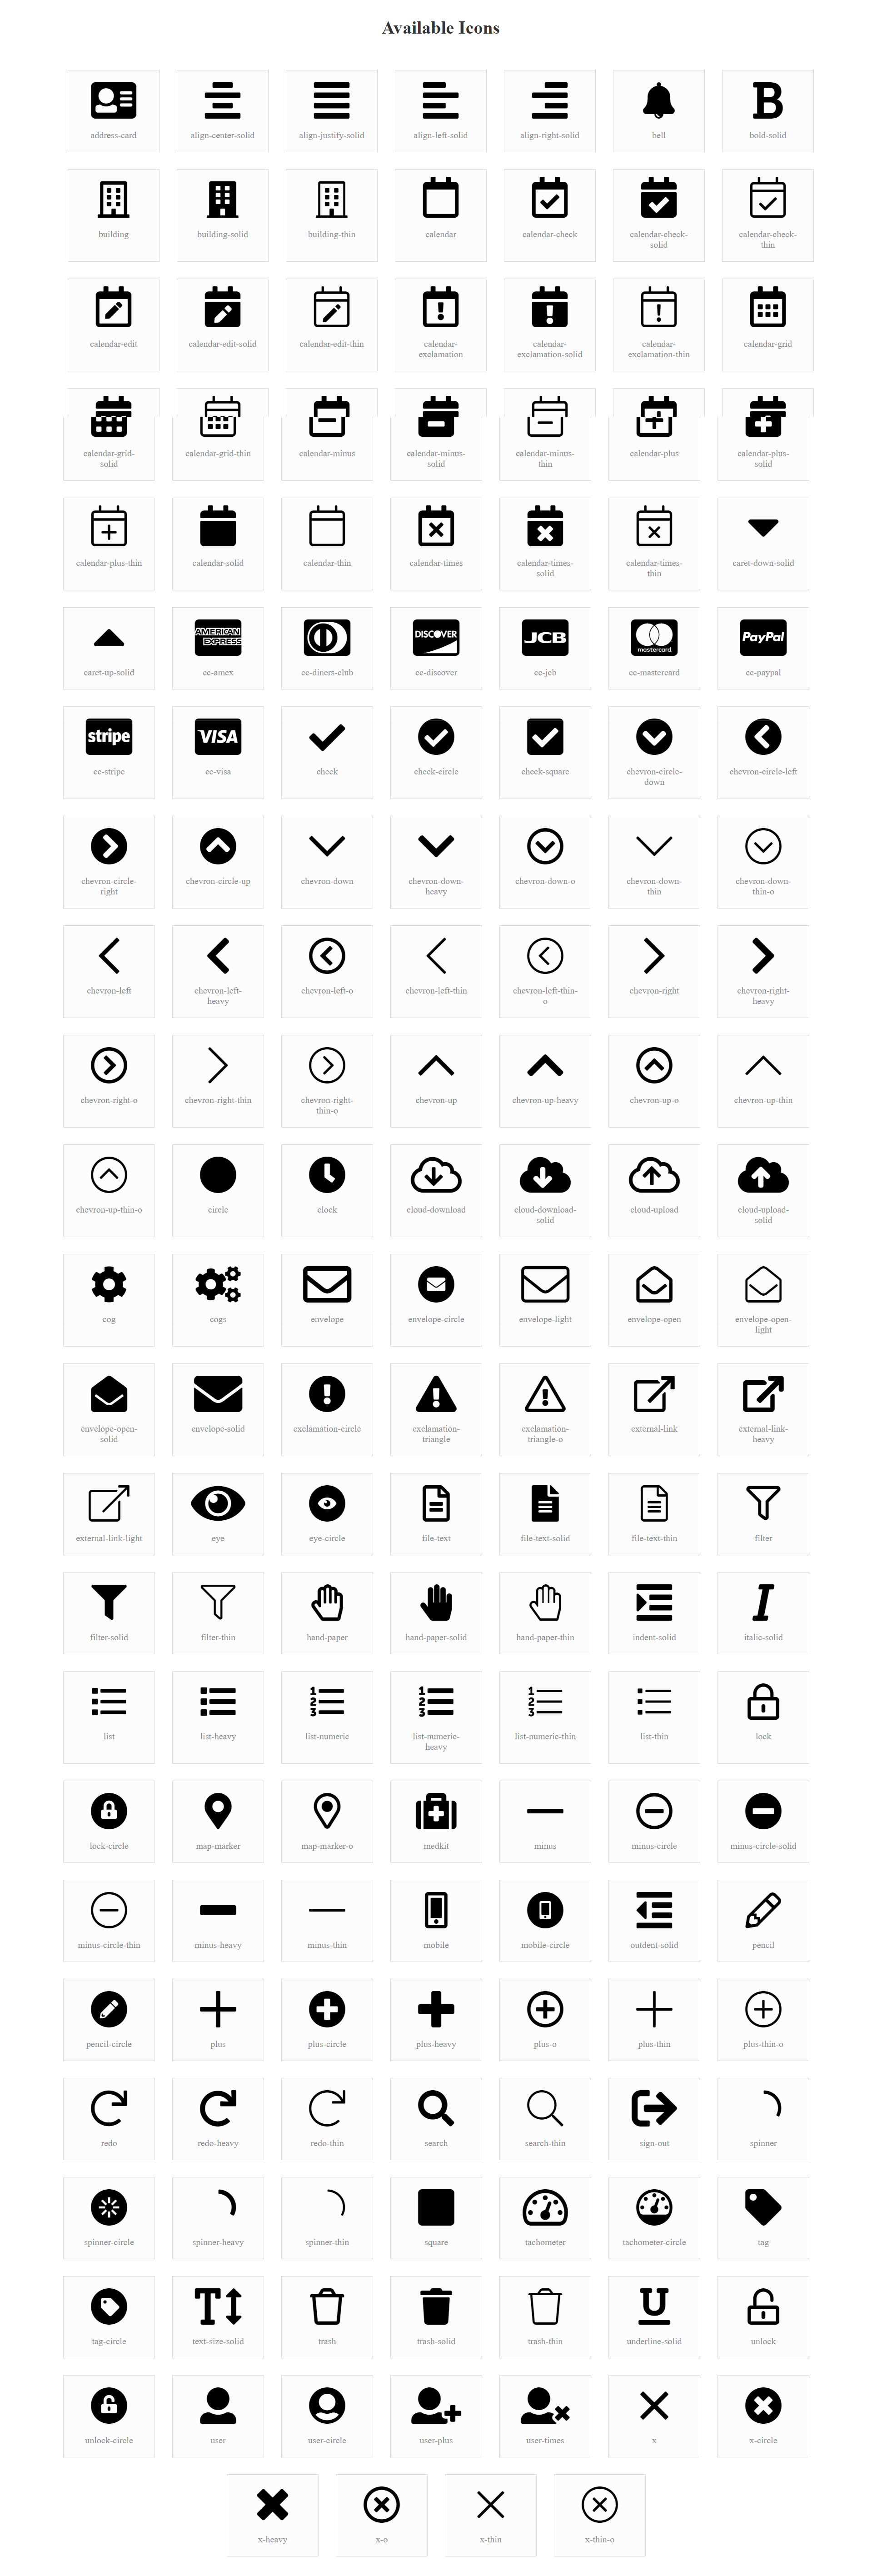 Available Icons
address-card align-center-solid align-justify-solid align-left-solid align-right-solid bell bold-solid
building building-solid building-thin calendar calendar-check calendar-check- calendar-check-
solid thin
calendar-edit calendar-edit-solid calendar-edit-thin calendar- calendar- calendar- calendar-grid
exclamation exclamation-solid exclamation-thin
calendar-grid- calendar-grid-thin calendar-minus calendar-minus- calendar-minus- calendar-plus calendar-plus-
solid solid thin solid
calendar-plus-thin calendar-solid calendar-thin calendar-times calendar-times- calendar-times- caret-down-solid
solid thin
AMERICAN
EXPRESS DISCOVER JCB mastercard PayPal
caret-up-solid cc-amex cc-diners-club cc-discover cc-jcb cc-mastercard cc-paypal
stripe VISA
cc-stripe cc-visa check check-circle check-square chevron-circle- chevron-circle-left
down
chevron-circle- chevron-circle-up chevron-down chevron-down- chevron-down-o chevron-down- chevron-down-
right heavy thin thin-o
chevron-left chevron-left- chevron-left-o chevron-left-thin chevron-left-thin- chevron-right chevron-right-
heavy o heavy
chevron-right-o chevron-right-thin chevron-right- chevron-up chevron-up-heavy chevron-up-o chevron-up-thin
thin-o
chevron-up-thin-o circle clock cloud-download cloud-download- cloud-upload cloud-upload-
solid solid
cog cogs envelope envelope-circle envelope-light envelope-open envelope-open-
light
envelope-open- envelope-solid exclamation-circle exclamation- exclamation- external-link external-link-
solid triangle triangle-o heavy
external-link-light eye eye-circle file-text file-text-solid file-text-thin filter
filter-solid filter-thin hand-paper hand-paper-solid hand-paper-thin indent-solid italic-solid
1 1 1
2 2 2
3 3 3
list list-heavy list-numeric list-numeric- list-numeric-thin list-thin lock
heavy
lock-circle map-marker map-marker-o medkit minus minus-circle minus-circle-solid
minus-circle-thin minus-heavy minus-thin mobile mobile-circle outdent-solid pencil
pencil-circle plus plus-circle plus-heavy plus-o plus-thin plus-thin-o
redo redo-heavy redo-thin search search-thin sign-out spinner
spinner-circle spinner-heavy spinner-thin square tachometer tachometer-circle tag
tag-circle text-size-solid trash trash-solid trash-thin underline-solid unlock
unlock-circle user user-circle user-plus user-times x x-circle
x-heavy x-o x-thin x-thin-o